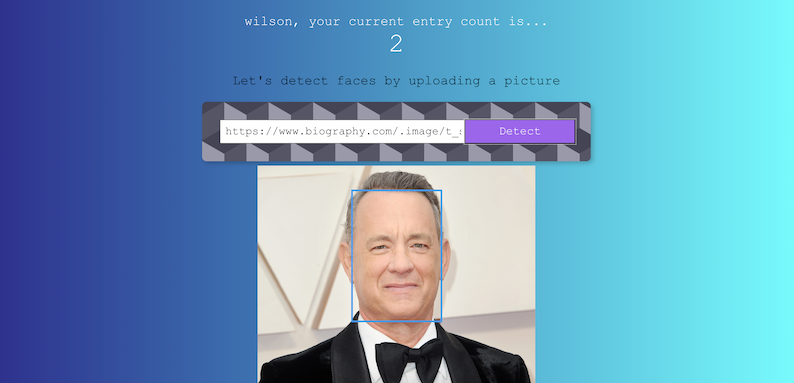 wilson, your current entry count is...
2
Let's detect faces by uploading a picture
https://www.biography.com/.image/t_
Detect